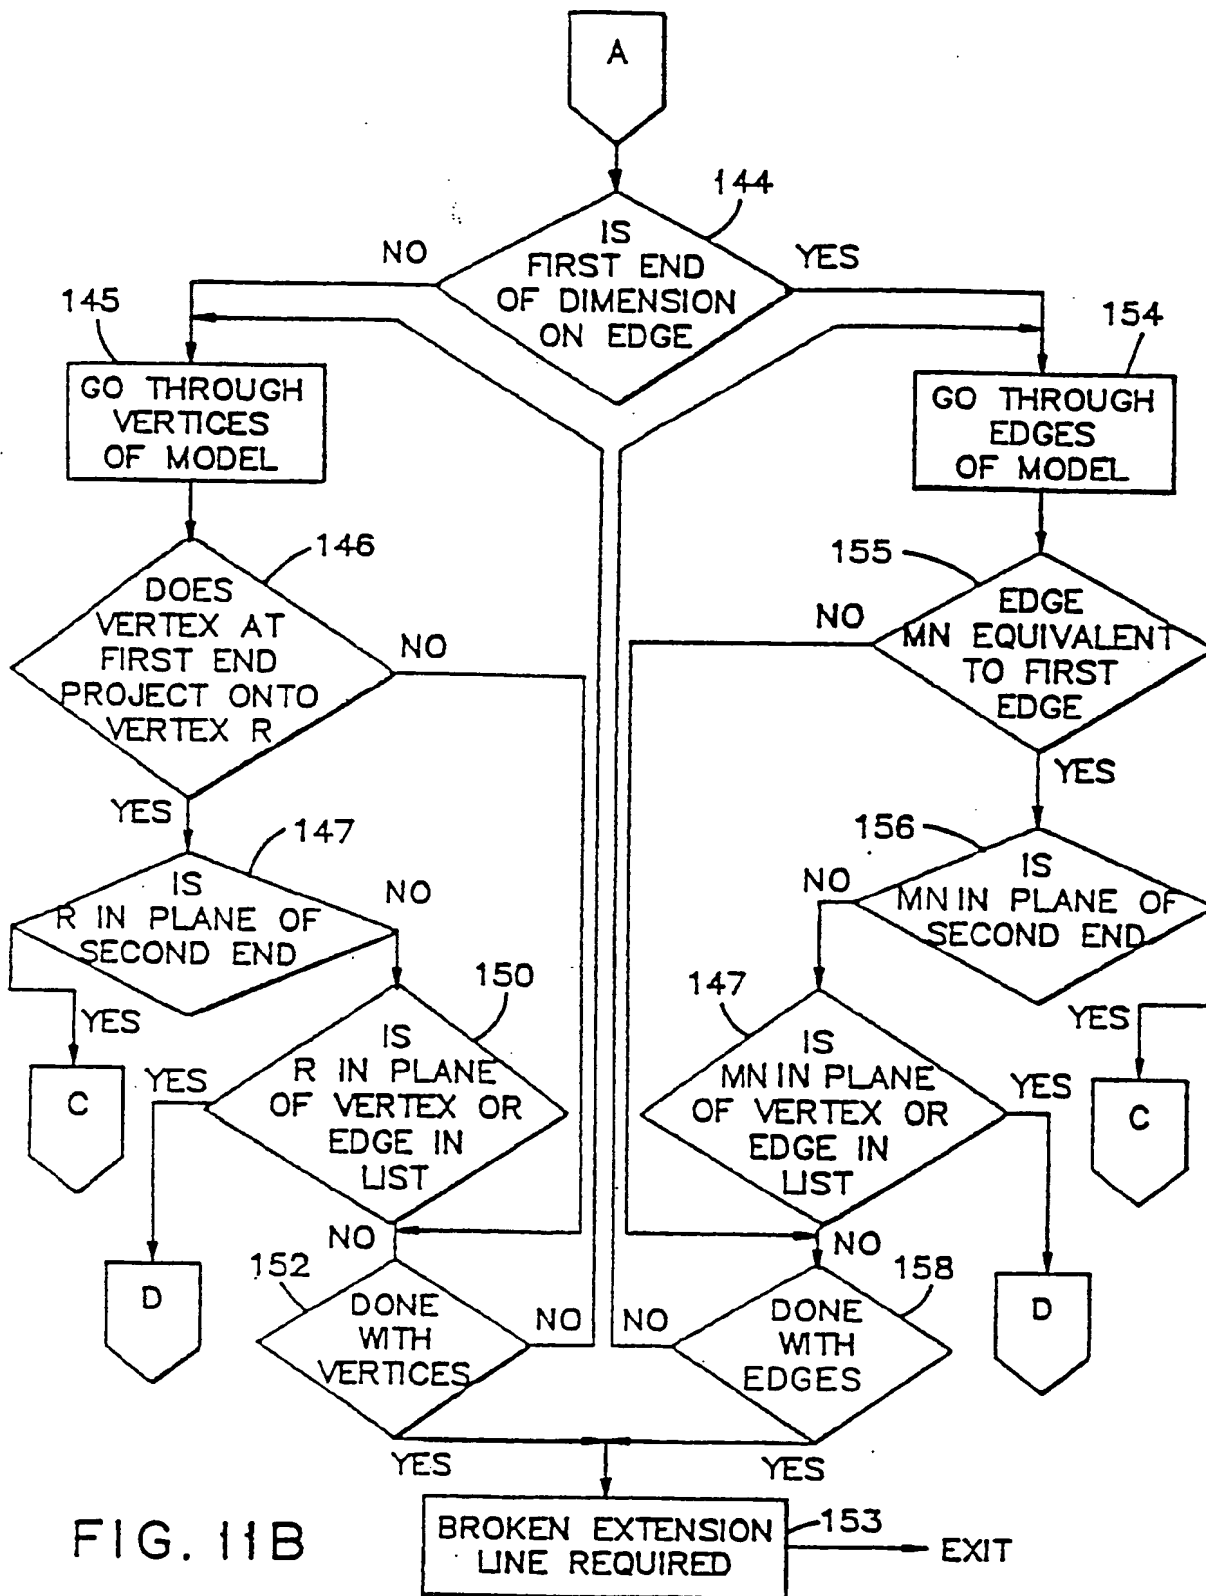 A
144
IS
FIRST END
OF DIMENSION
ON EDGE
NO
YES
145
GO THROUGH
VERTICES
OF MODEL
154
GO THROUGH
EDGES
OF MODEL
146
DOES
VERTEX AT
FIRST END
PROJECT ONTO
VERTEX R
NO
YES
155
EDGE
MN EQUIVALENT
TO FIRST
EDGE
NO
YES
147
IS
R IN PLANE OF
SECOND END
NO
YES
C
156
IS
MN IN PLANE OF
SECOND END
NO
YES
C
150
IS
R IN PLANE
OF VERTEX OR
EDGE IN
LIST
YES
NO
D
147
IS
MN IN PLANE
OF VERTEX OR
EDGE IN
LIST
YES
NO
D
152
DONE
WITH
VERTICES
NO
YES
158
DONE
WITH
EDGES
NO
YES
BROKEN EXTENSION
LINE REQUIRED
153
EXIT
FIG. 11B